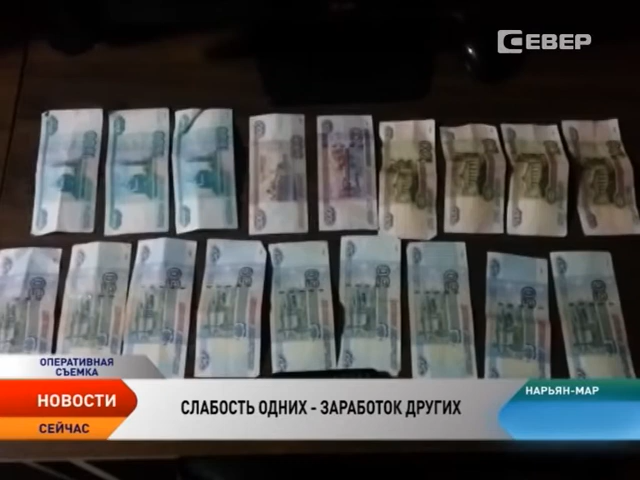 СЕВЕР
ОПЕРАТИВНАЯ
СЪЕМКА
НОВОСТИ
СЕЙЧАС
СЛАБОСТЬ ОДНИХ - ЗАРАБОТОК ДРУГИХ
НАРЬЯН-МАР